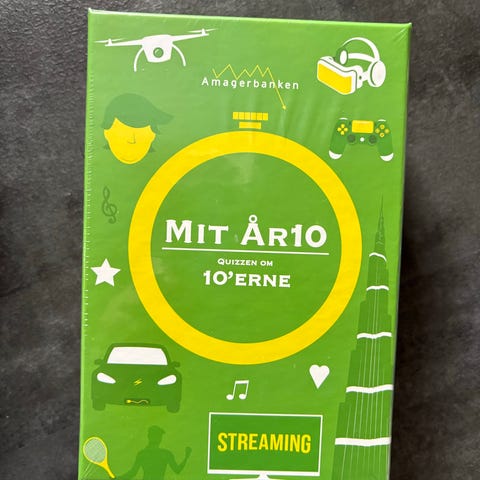 Amagerbanken
MIT ÅR10
QUIZZEN OM
10'ERNE
STREAMING